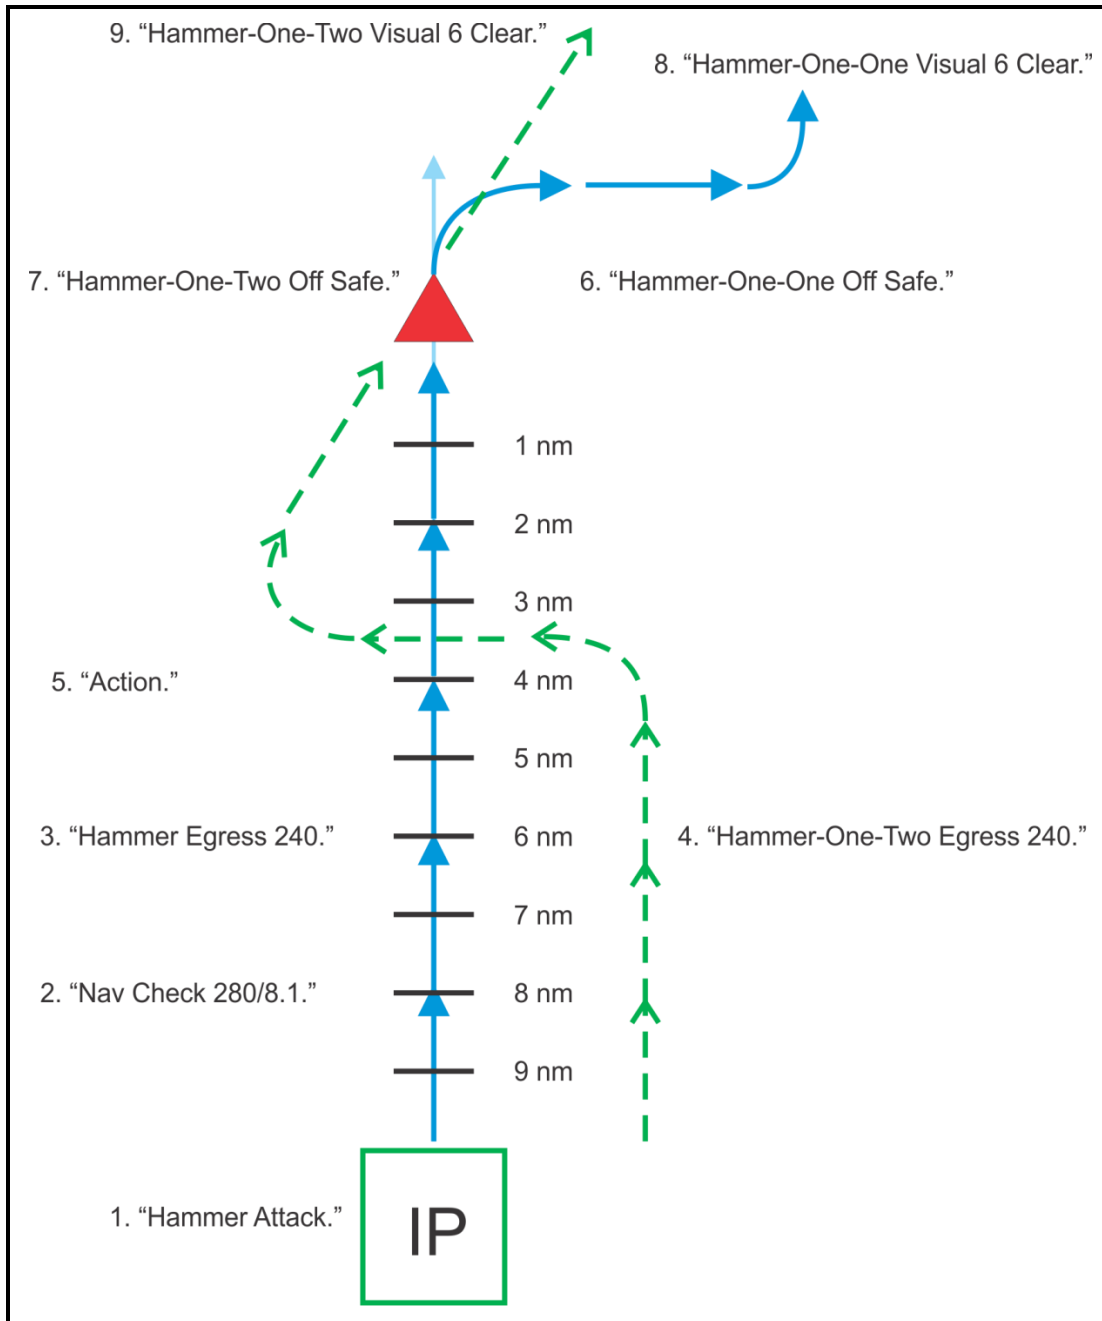 9. “Hammer-One-Two Visual 6 Clear.”
8. “Hammer-One-One Visual 6 Clear.”
7. “Hammer-One-Two Off Safe.”
6. “Hammer-One-One Off Safe.”
1 nm
2 nm
3 nm
5. “Action.”
4 nm
5 nm
3. “Hammer Egress 240.”
6 nm
4. “Hammer-One-Two Egress 240.”
7 nm
2. “Nav Check 280/8.1.”
8 nm
9 nm
1. “Hammer Attack.”
IP